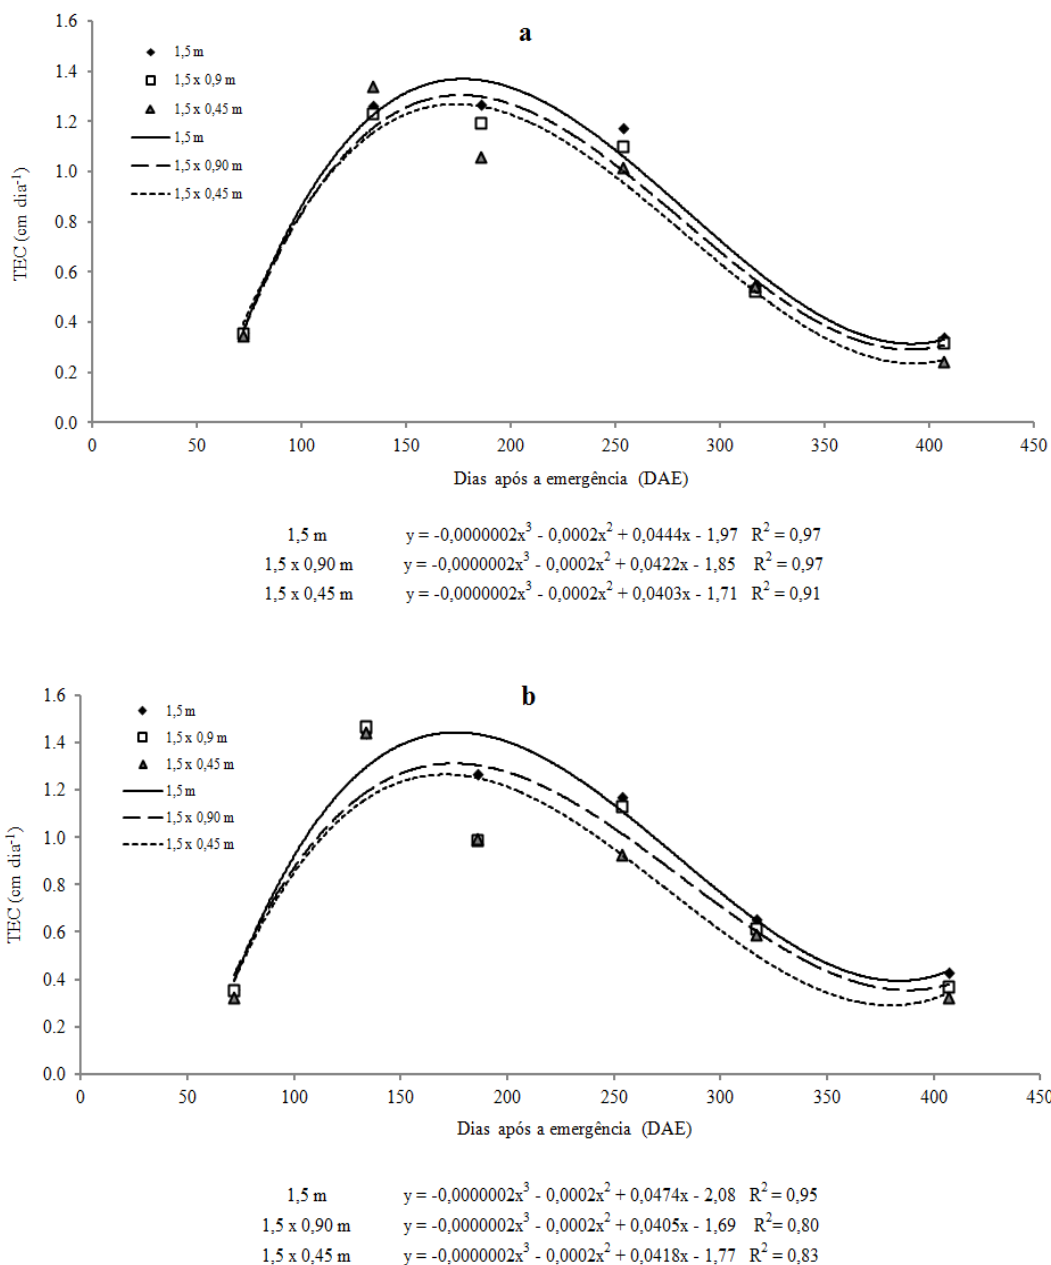 a
1.6
1.4
1.2
1.0
0.8
0.6
0.4
0.2
0.0
TEC (cm dia-1)
1,5 m
1,5 x 0,9 m
1,5 x 0,45 m
1,5 m
1,5 x 0,90 m
1,5 x 0,45 m
0 50 100 150 200 250 300 350 400 450
Dias após a emergência (DAE)
1,5 m y = -0,0000002x³ - 0,0002x² + 0,0444x - 1,97 R² = 0,97
1,5 x 0,90 m y = -0,0000002x³ - 0,0002x² + 0,0422x - 1,85 R² = 0,97
1,5 x 0,45 m y = -0,0000002x³ - 0,0002x² + 0,0403x - 1,71 R² = 0,91
b
1.6
1.4
1.2
1.0
0.8
0.6
0.4
0.2
0.0
TEC (cm dia-1)
1,5 m
1,5 x 0,9 m
1,5 x 0,45 m
1,5 m
1,5 x 0,90 m
1,5 x 0,45 m
0 50 100 150 200 250 300 350 400 450
Dias após a emergência (DAE)
1,5 m y = -0,0000002x³ - 0,0002x² + 0,0474x - 2,08 R² = 0,95
1,5 x 0,90 m y = -0,0000002x³ - 0,0002x² + 0,0405x - 1,69 R² = 0,80
1,5 x 0,45 m y = -0,0000002x³ - 0,0002x² + 0,0418x - 1,77 R² = 0,83